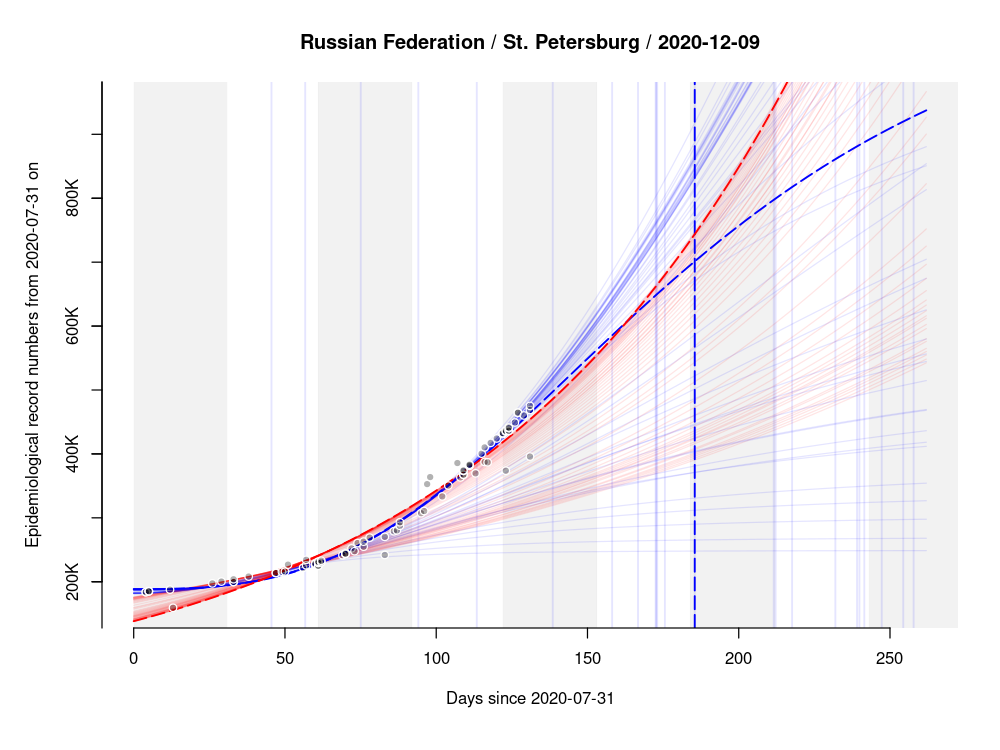 Russian Federation / St. Petersburg / 2020-12-09
Epidemiological record numbers from 2020-07-31 on
800K
600K
400K
200K
0 50 100 150 200 250
Days since 2020-07-31